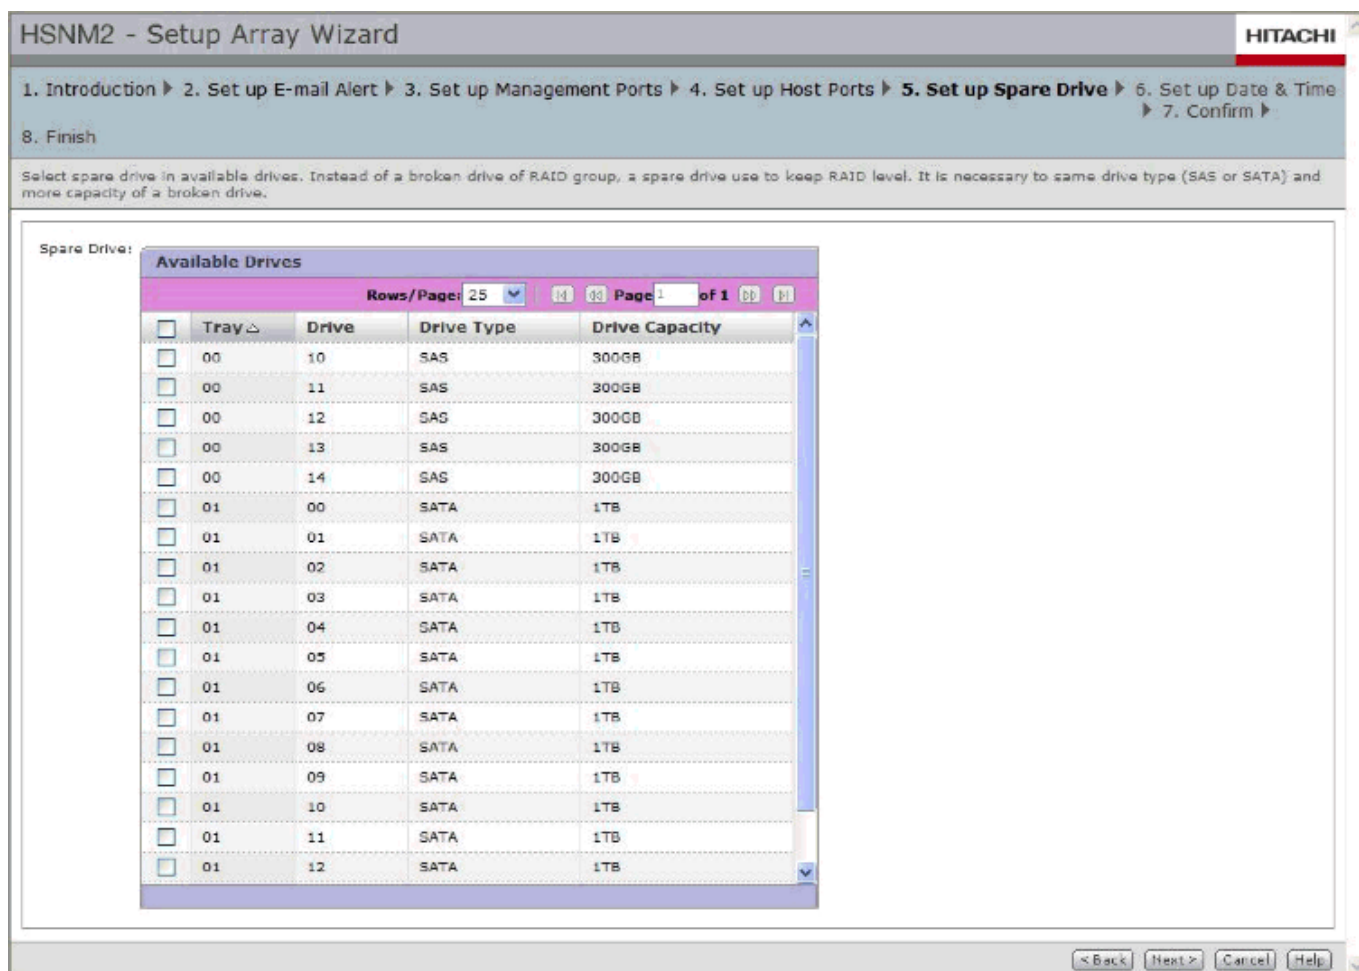 HSNM2 - Setup Array Wizard
HITACHI
1. Introduction 2. Set up E-mail Alert 3. Set up Management Ports 4. Set up Host Ports 5. Set up Spare Drive 6. Set up Date & Time
7. Confirm
8. Finish
Select spare drive in available drives. Instead of a broken drive of RAID group, a spare drive use to keep RAID level. It is necessary to same drive type (SAS or SATA) and
more capacity of a broken drive.
Spare Drive:
Available Drives
Rows/Page: 25 Page 1 of 1
Tray Drive Drive Type Drive Capacity
00 10 SAS 300GB
00 11 SAS 300GB
00 12 SAS 300GB
00 13 SAS 300GB
00 14 SAS 300GB
01 00 SATA 1TB
01 01 SATA 1TB
01 02 SATA 1TB
01 03 SATA 1TB
01 04 SATA 1TB
01 05 SATA 1TB
01 06 SATA 1TB
01 07 SATA 1TB
01 08 SATA 1TB
01 09 SATA 1TB
01 10 SATA 1TB
01 11 SATA 1TB
01 12 SATA 1TB
< Back Next > Cancel Help